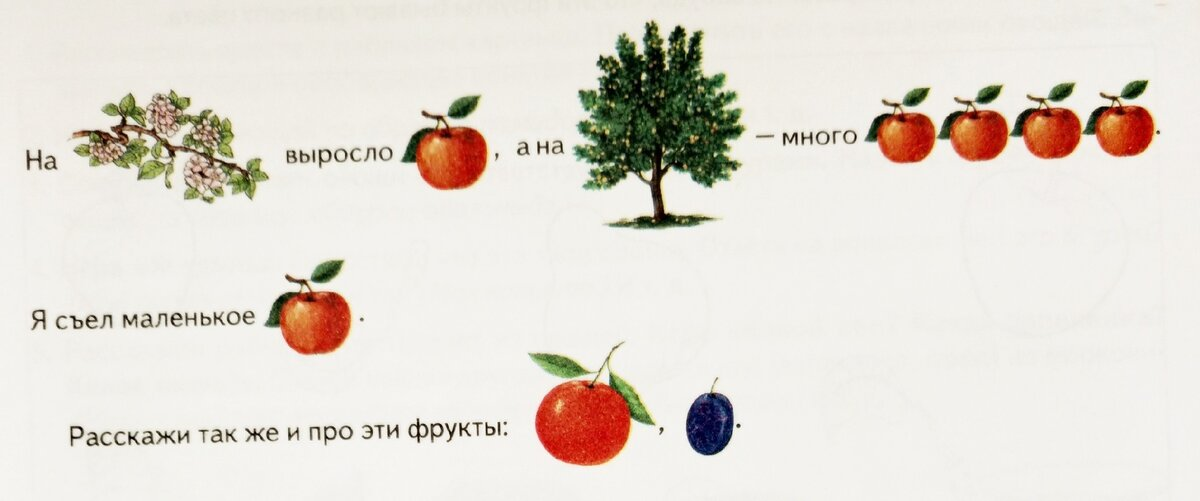 На выросло , а на — много .
Я съел маленькое .
Расскажи так же и про эти фрукты: , .